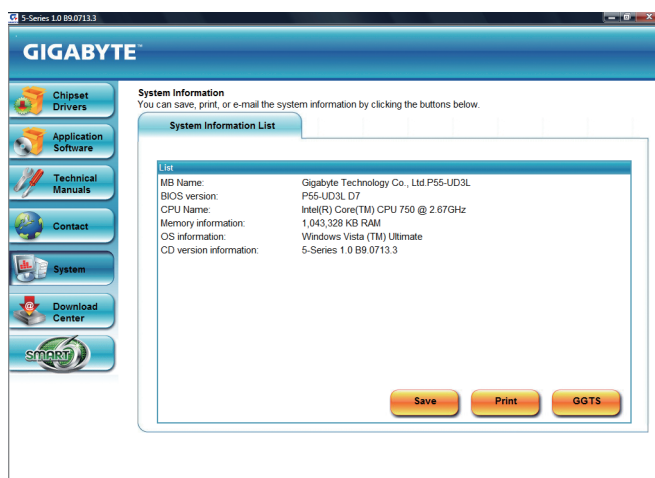 5-Series 1.0 B9.0713.3
GIGABYTE™
Chipset
Drivers
Application
Software
Technical
Manuals
Contact
System
Download
Center
SMART 6
System Information
You can save, print, or e-mail the system information by clicking the buttons below.
System Information List
List
MB Name: Gigabyte Technology Co., Ltd.P55-UD3L
BIOS version: P55-UD3L D7
CPU Name: Intel(R) Core(TM) CPU 750 @ 2.67GHz
Memory information: 1,043,328 KB RAM
OS information: Windows Vista (TM) Ultimate
CD version information: 5-Series 1.0 B9.0713.3
Save Print GGTS